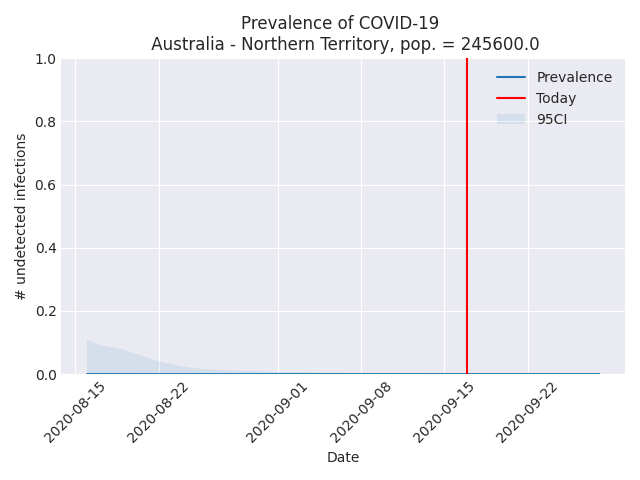 Prevalence of COVID-19
Australia - Northern Territory, pop. = 245600.0
Prevalence
Today
95CI
# undetected infections
1.0
0.8
0.6
0.4
0.2
0.0
2020-08-15
2020-08-22
2020-09-01
2020-09-08
2020-09-15
2020-09-22
Date